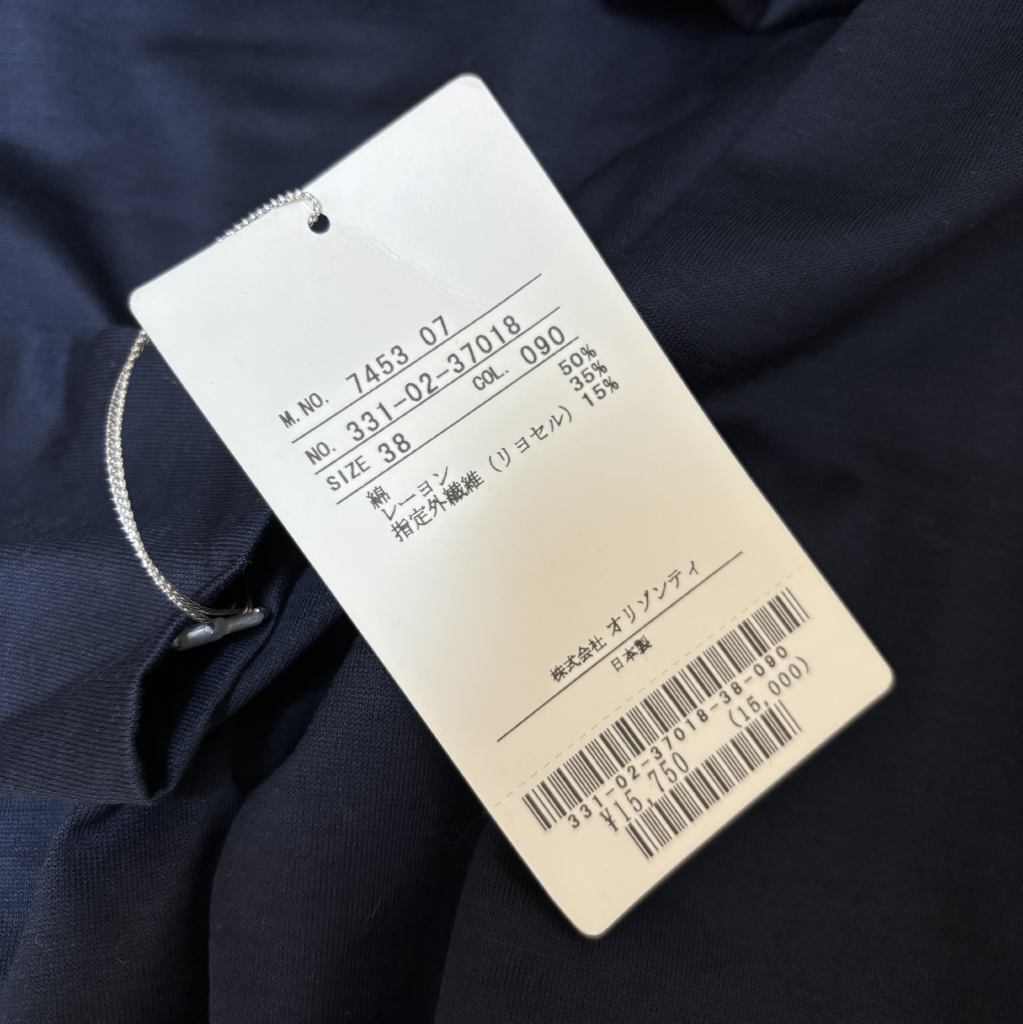 M.NO. 7453 07
NO. 331-02-37018
SIZE 38 COL. 090
綿 50%
レーヨン 35%
指定外繊維(リヨセル) 15%
株式会社 オリゾンティ
日本製
331-02-37018-38-090
¥15,750 (15,000)